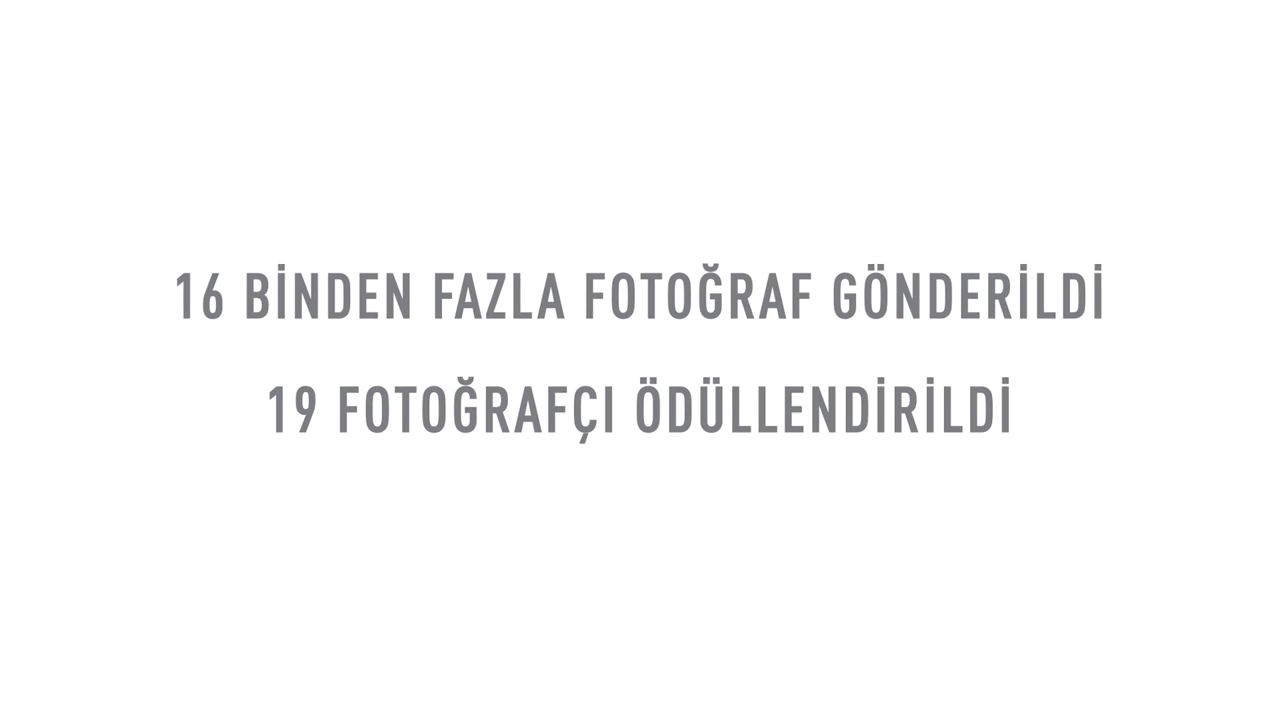 16 BİNDEN FAZLA FOTOĞRAF GÖNDERİLDİ
19 FOTOĞRAFÇI ÖDÜLLENDİRİLDİ